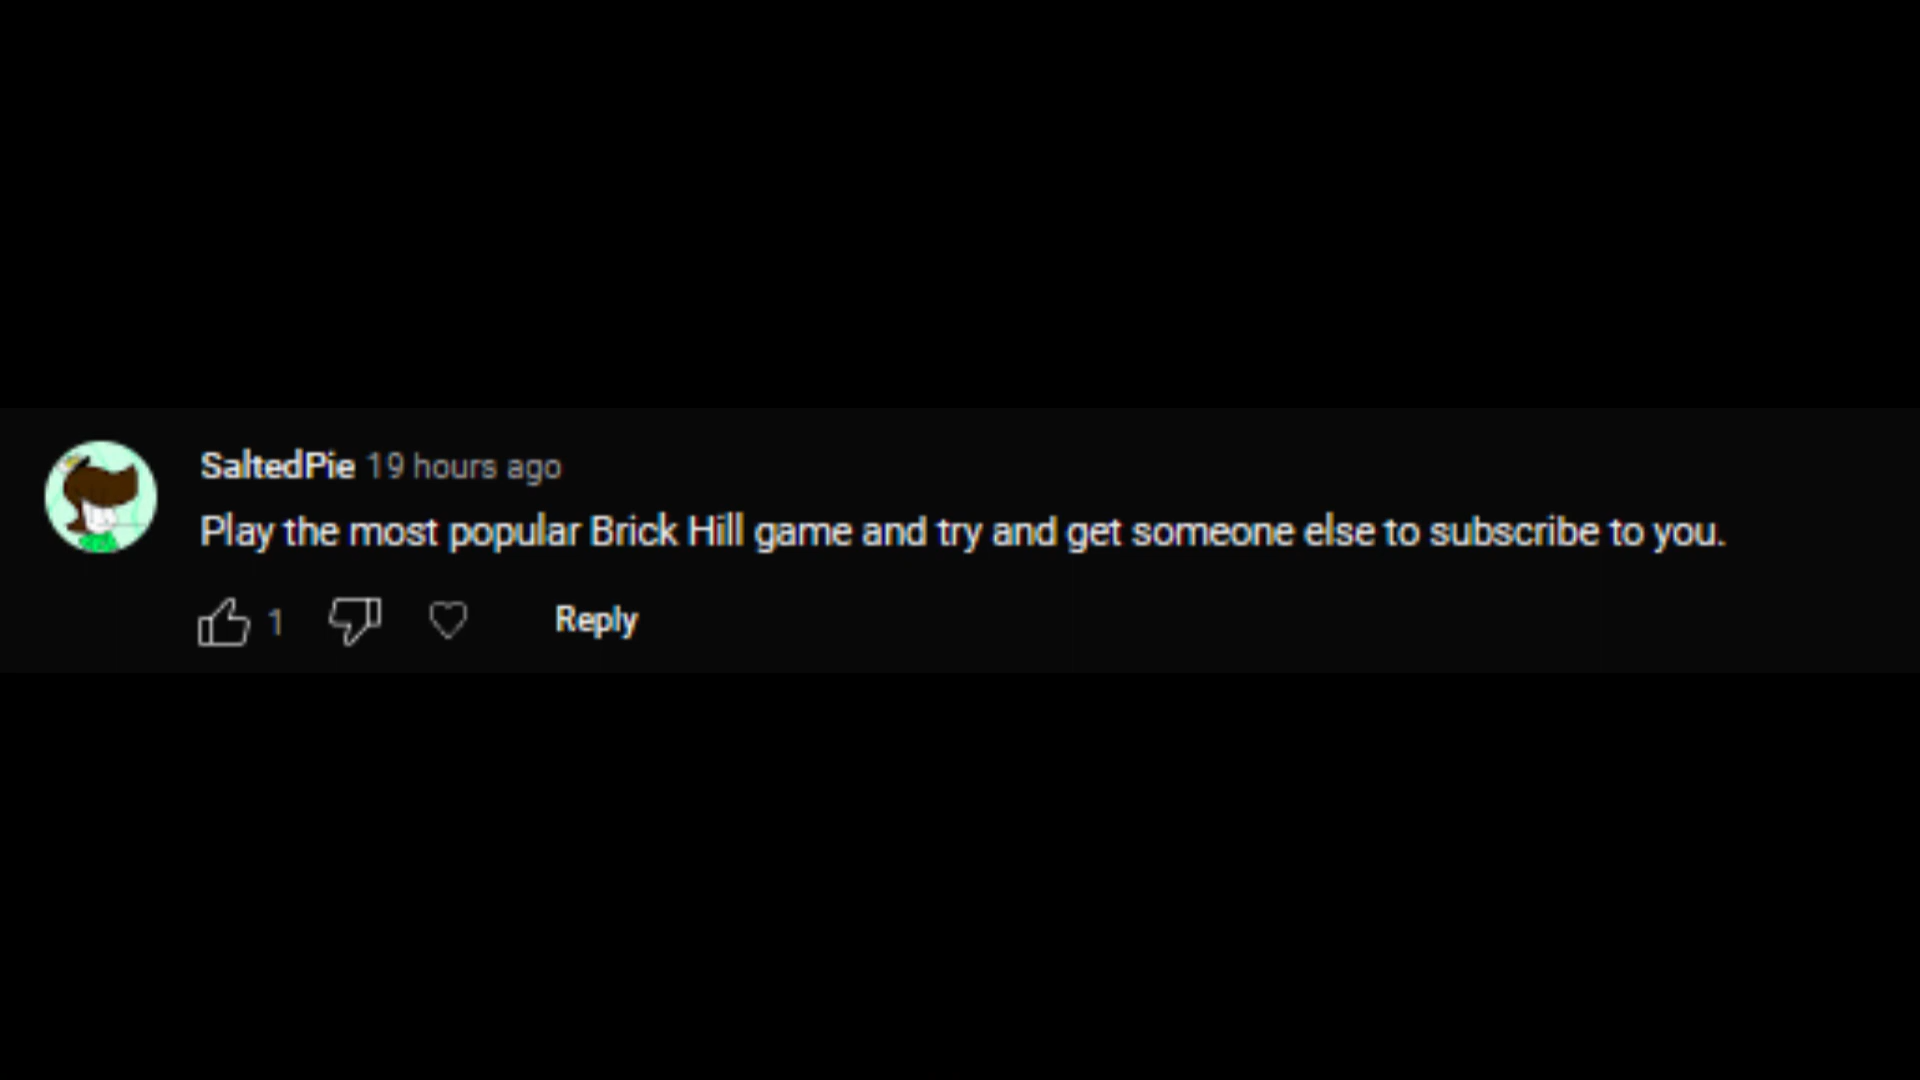 SaltedPie 19 hours ago
Play the most popular Brick Hill game and try and get someone else to subscribe to you.
1 Reply